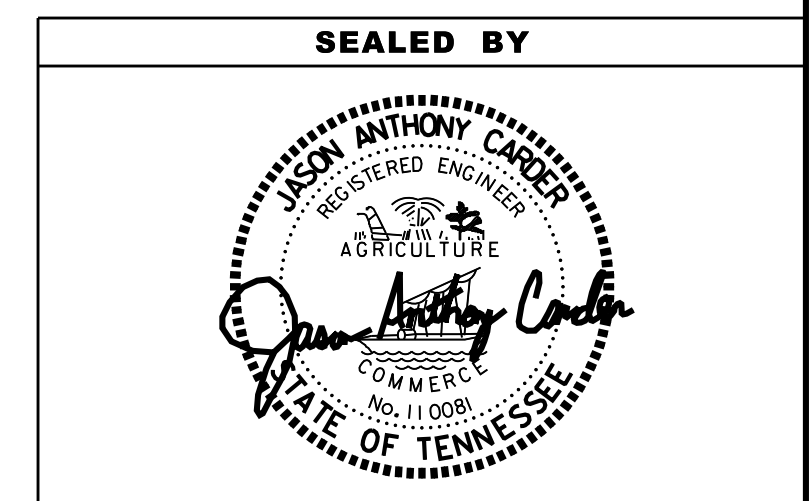 SEALED BY
JASON ANTHONY CARDER
REGISTERED ENGINEER
AGRICULTURE
Jason Anthony Carder
COMMERCE
No. 110081
STATE OF TENNESSEE